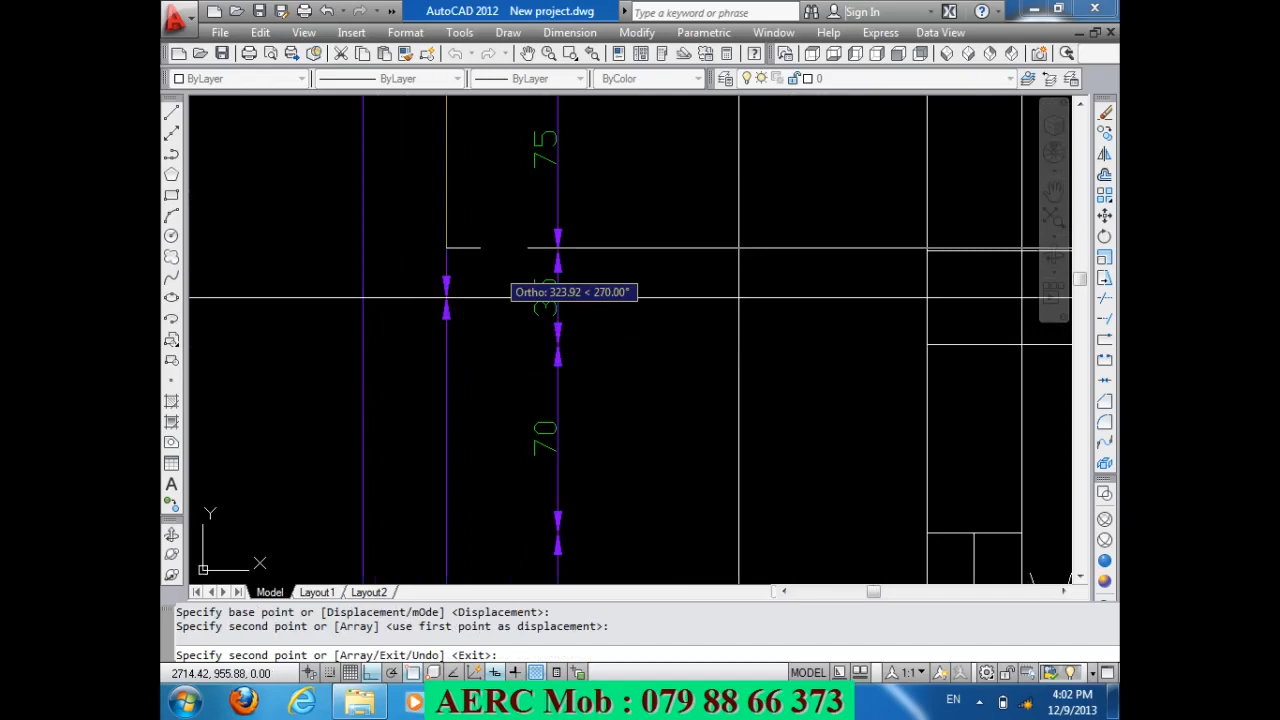 AutoCAD 2012 New project.dwg
Type a keyword or phrase
Sign In
File Edit View Insert Format Tools Draw Dimension Modify Parametric Window Help Express Data View
ByLayer ByLayer ByLayer ByColor 0
75
Ortho: 323.92 < 270.00°
70
Y
X
Model Layout1 Layout2
Specify base point or [Displacement/mOde] <Displacement>:
Specify second point or [Array] <use first point as displacement>:
Specify second point or [Array/Exit/Undo] <Exit>:
2714.42, 955.88, 0.00 MODEL 1:1
AERC Mob : 079 88 66 373
EN
4:02 PM
12/9/2013